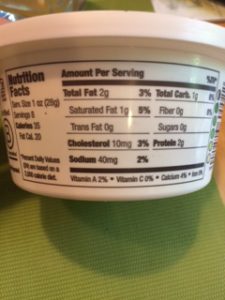 Nutrition
Facts
Serv. Size 1 oz (28g)
Servings 8
Calories 35
Fat Cal. 20
Percent Daily Values
(DV) are based on a
2,000 calorie diet.
Amount Per Serving %DV*
Total Fat 2g 3% Total Carb. 1g
Saturated Fat 1g 5% Fiber 0g
Trans Fat 0g Sugars 0g
Cholesterol 10mg 3% Protein 2g
Sodium 40mg 2%
Vitamin A 2% • Vitamin C 0% • Calcium 4% • Iron 0%